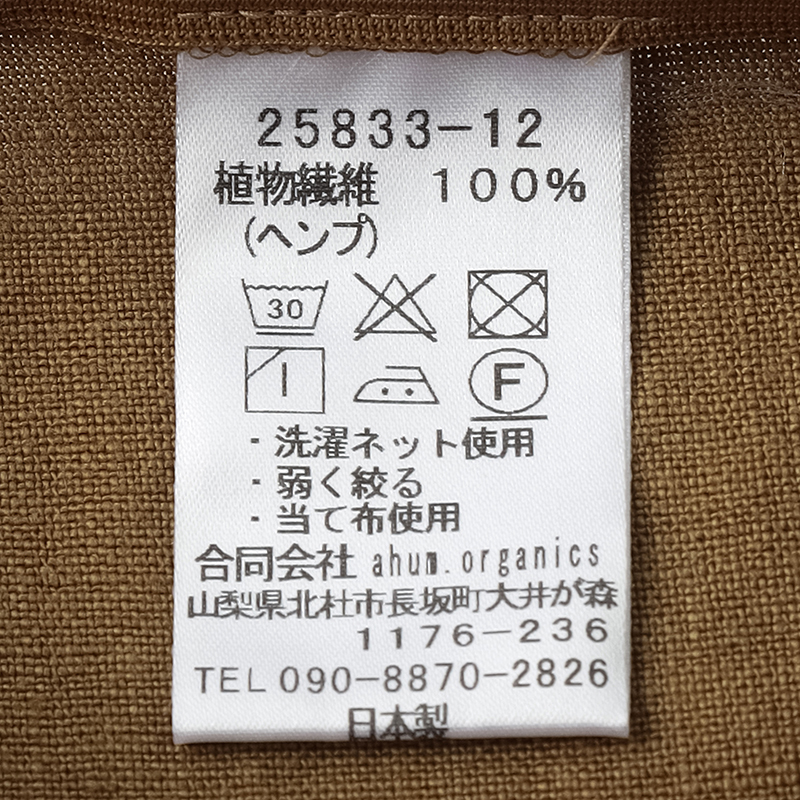 25833-12
植物繊維 100%
(ヘンプ)
30
F
・洗濯ネット使用
・弱く絞る
・当て布使用
合同会社 ahum.organics
山梨県北杜市長坂町大井が森
1176-236
TEL090-8870-2826
日本製